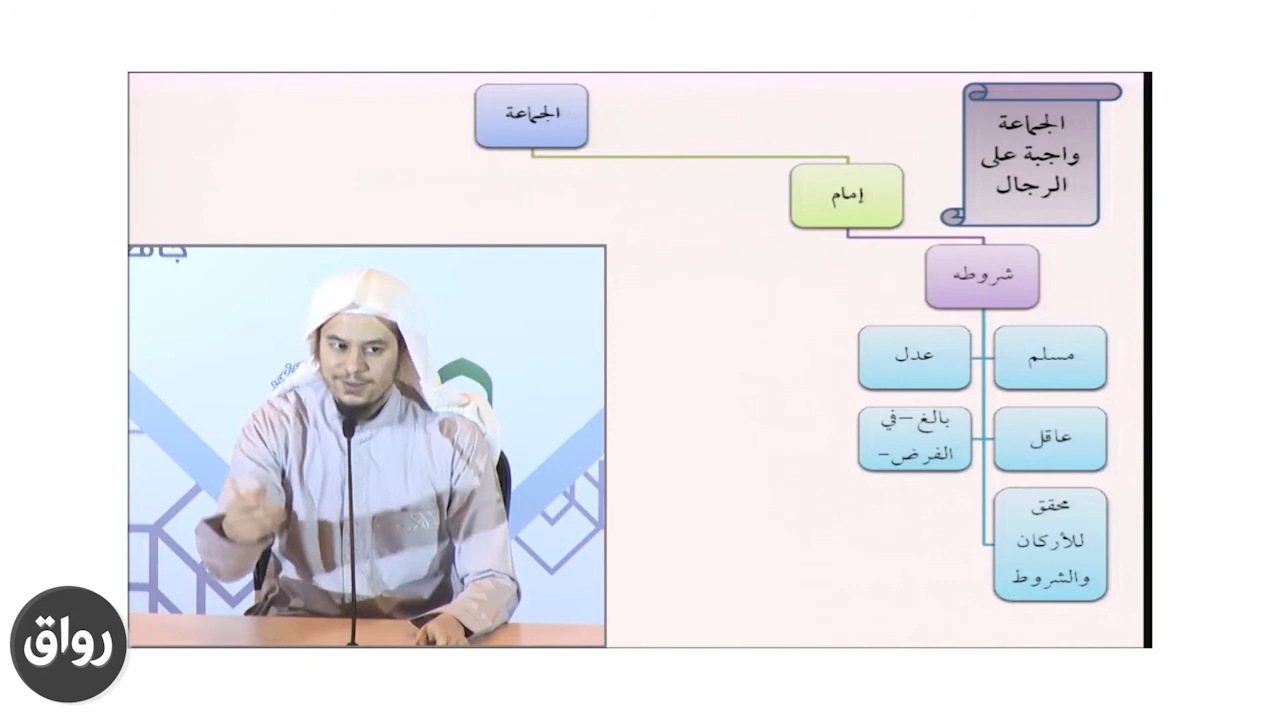 الجماعة
واجبة على
الرجال
الجماعة
إمام
شروطه
مسلم
عدل
عاقل
بالغ –في
الفرض–
محقق
للأركان
والشروط
رواق